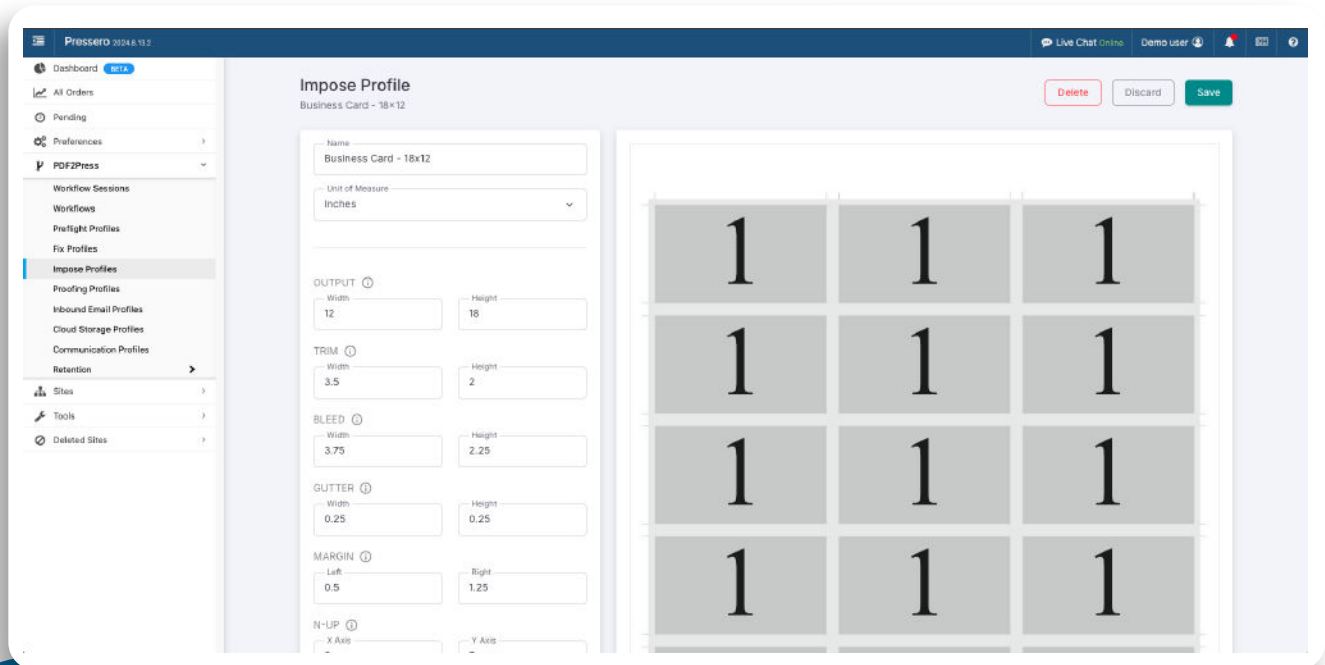 Pressero 2024.8.13.2
Live Chat Online Demo user
Dashboard BETA
All Orders
Pending
Preferences
PDF2Press
Workflow Sessions
Workflows
Preflight Profiles
Fix Profiles
Impose Profiles
Proofing Profiles
Inbound Email Profiles
Cloud Storage Profiles
Communication Profiles
Retention
Sites
Tools
Deleted Sites
Impose Profile
Business Card - 18x12
Delete Discard Save
Name
Business Card - 18x12
Unit of Measure
Inches
OUTPUT
Width Height
12 18
TRIM
Width Height
3.5 2
BLEED
Width Height
3.75 2.25
GUTTER
Width Height
0.25 0.25
MARGIN
Left Right
0.5 1.25
N-UP
X Axis Y Axis
1 1 1
1 1 1
1 1 1
1 1 1